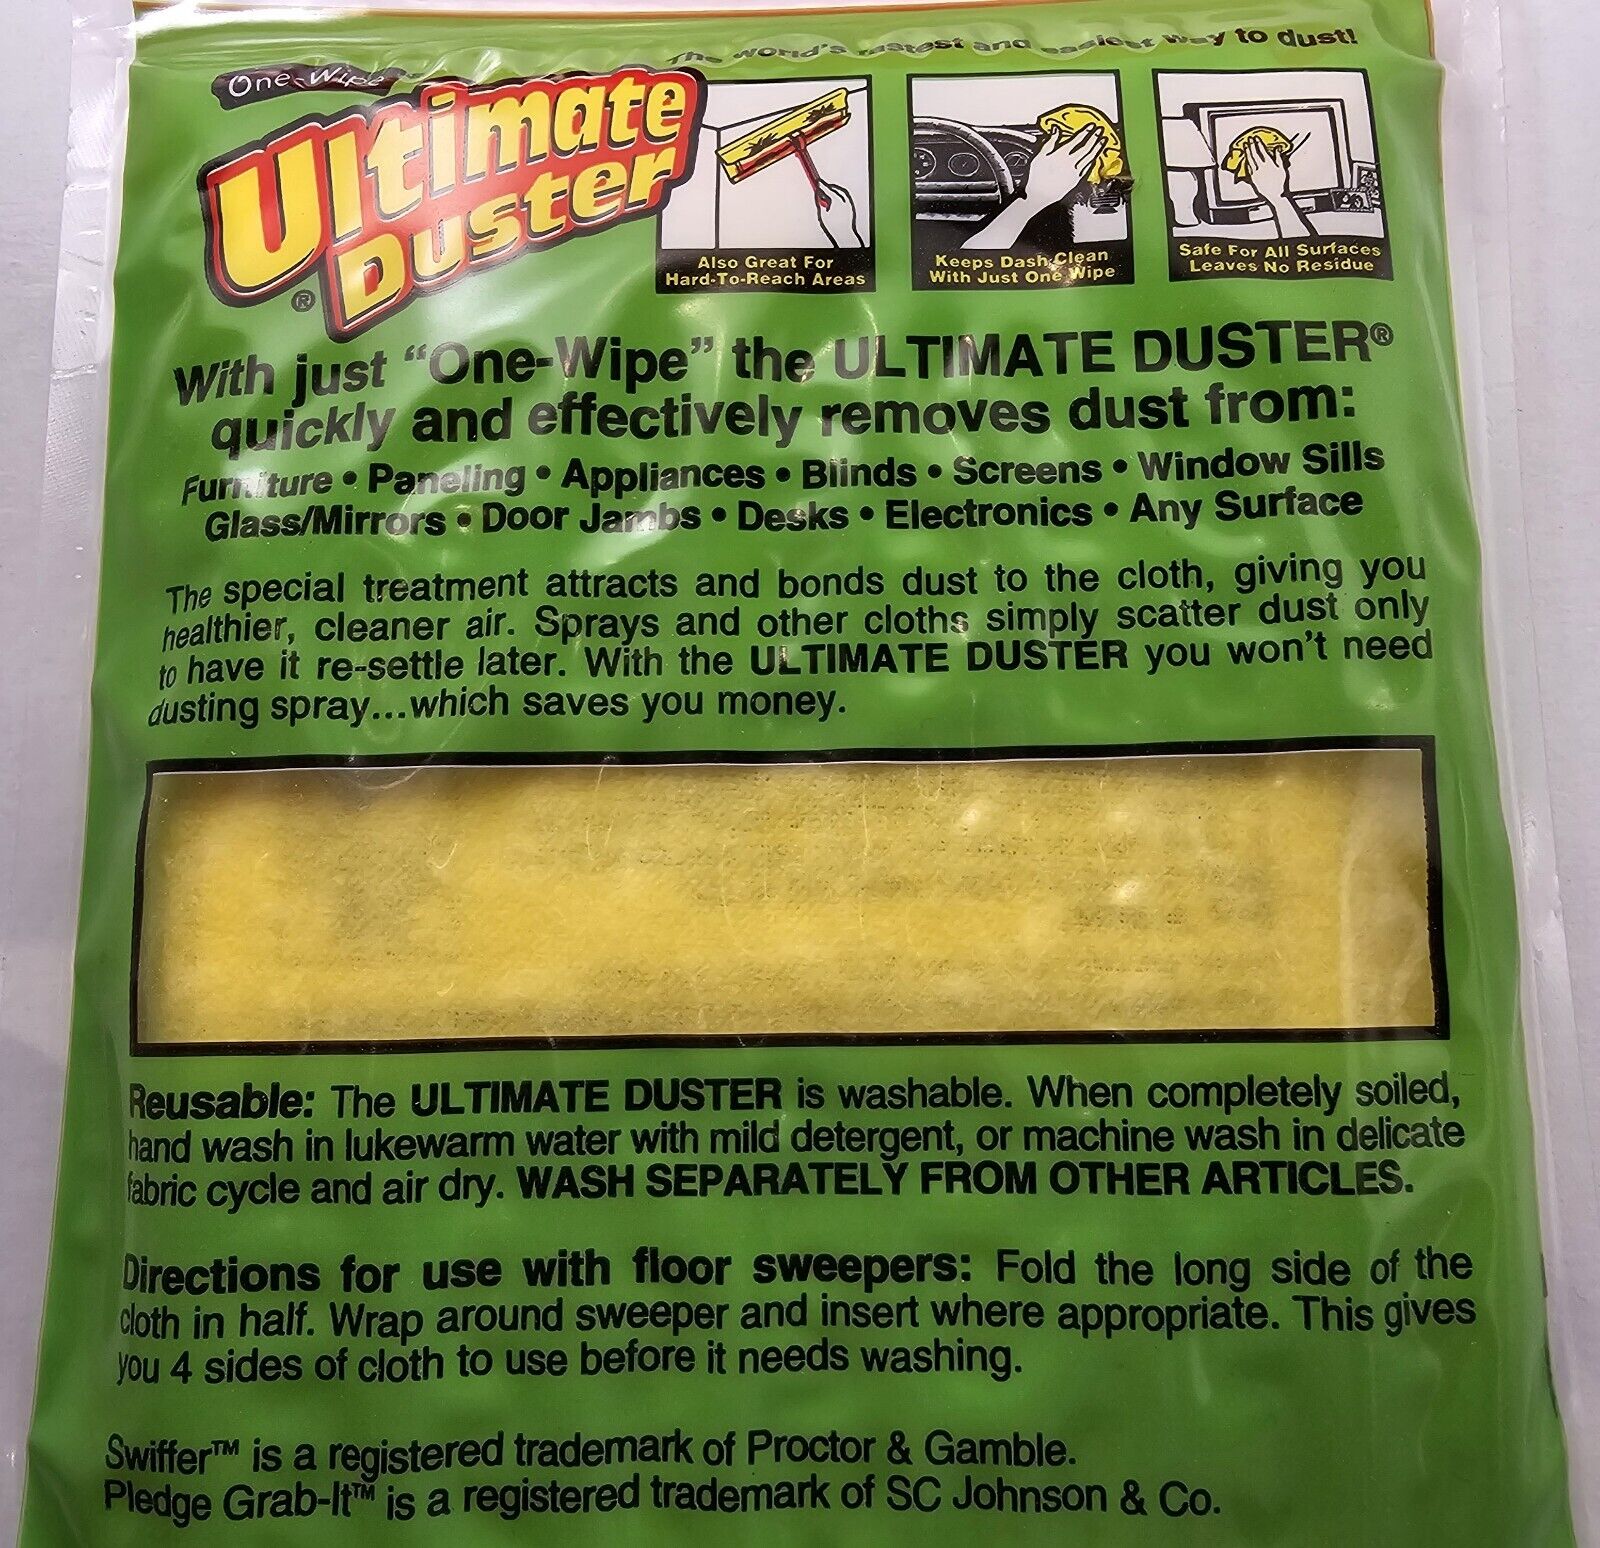 The world's fastest and easiest way to dust!
One-Wipe
Ultimate
Duster
®
Also Great For
Hard-To-Reach Areas
Keeps Dash Clean
With Just One Wipe
Safe For All Surfaces
Leaves No Residue
With just “One-Wipe” the ULTIMATE DUSTER®
quickly and effectively removes dust from:
Furniture • Paneling • Appliances • Blinds • Screens • Window Sills
Glass/Mirrors • Door Jambs • Desks • Electronics • Any Surface
The special treatment attracts and bonds dust to the cloth, giving you
healthier, cleaner air. Sprays and other cloths simply scatter dust only
to have it re-settle later. With the ULTIMATE DUSTER you won't need
dusting spray...which saves you money.
Reusable: The ULTIMATE DUSTER is washable. When completely soiled,
hand wash in lukewarm water with mild detergent, or machine wash in delicate
fabric cycle and air dry. WASH SEPARATELY FROM OTHER ARTICLES.
Directions for use with floor sweepers: Fold the long side of the
cloth in half. Wrap around sweeper and insert where appropriate. This gives
you 4 sides of cloth to use before it needs washing.
Swiffer™ is a registered trademark of Proctor & Gamble.
Pledge Grab-It™ is a registered trademark of SC Johnson & Co.